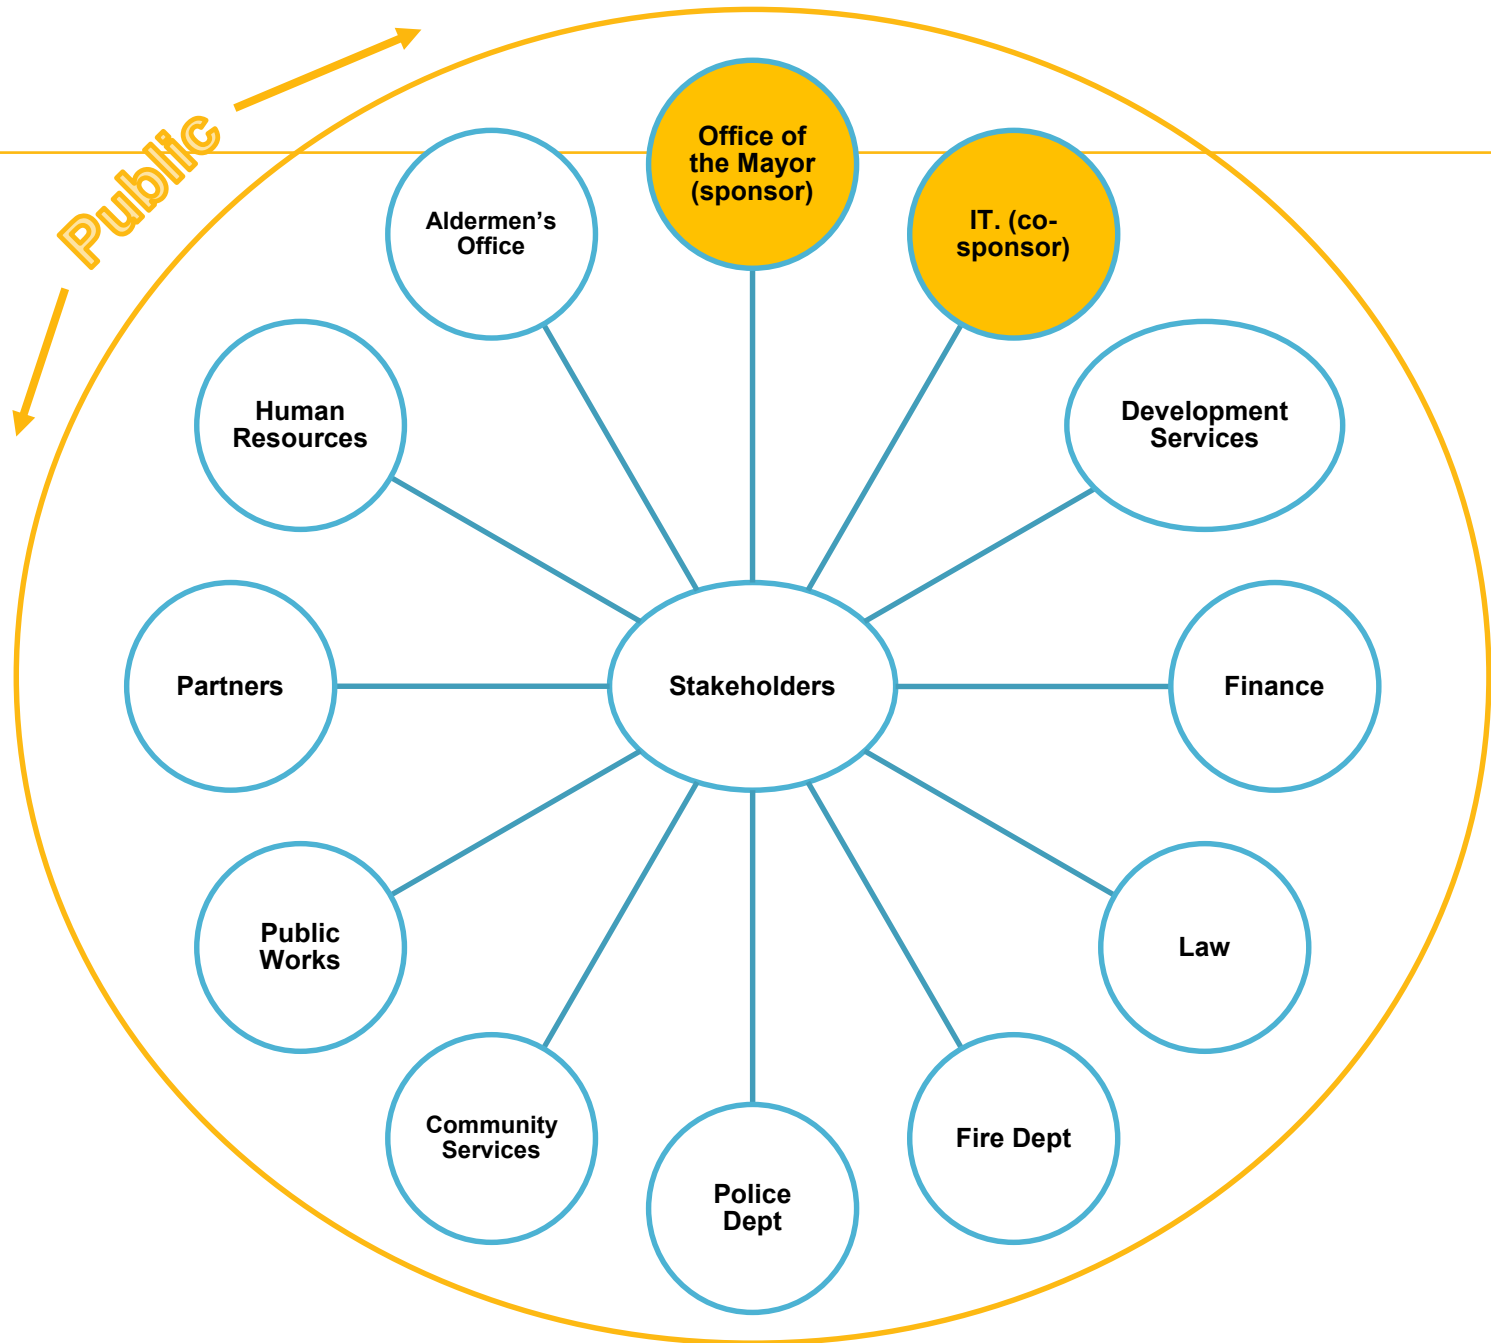 Public
Office of
the Mayor
(sponsor)
IT. (co-
sponsor)
Development
Services
Finance
Law
Fire Dept
Police
Dept
Community
Services
Public
Works
Partners
Human
Resources
Aldermen’s
Office
Stakeholders